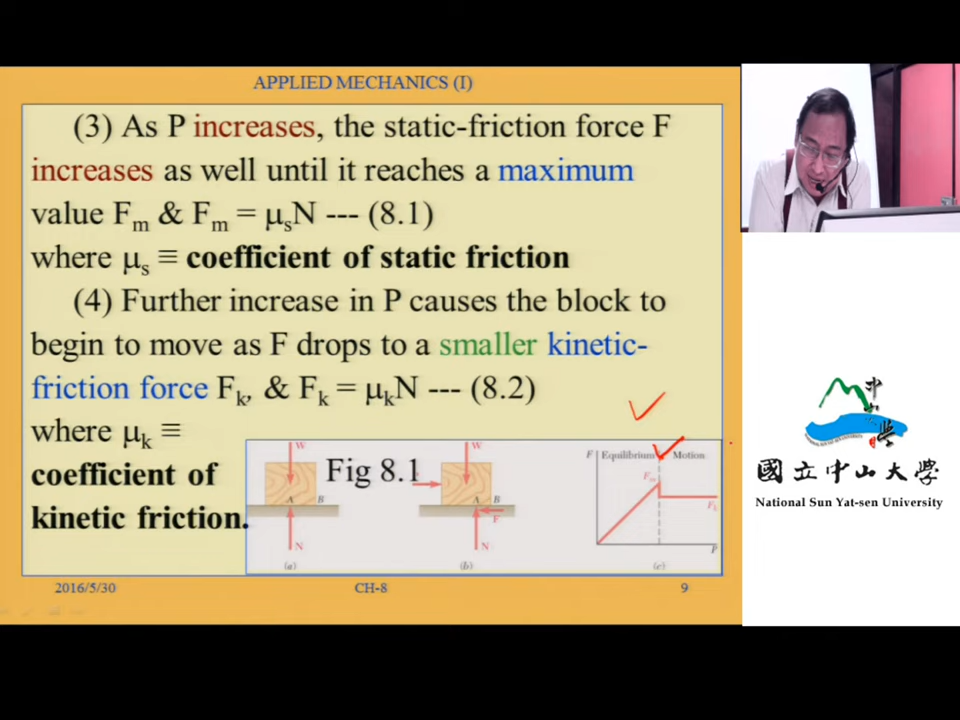 APPLIED MECHANICS (I)
(3) As P increases, the static-friction force F
increases as well until it reaches a maximum
value Fm & Fm = μsN --- (8.1)
where μs ≡ coefficient of static friction
(4) Further increase in P causes the block to
begin to move as F drops to a smaller kinetic-
friction force Fk, & Fk = μkN --- (8.2)
where μk ≡
coefficient of
kinetic friction.
Fig 8.1
W
A B
N
(a)
W
A B
F
N
(b)
F Equilibrium Motion
Fm
Fk
P
(c)
2016/5/30 CH-8 9
中山大學
國立中山大學
National Sun Yat-sen University